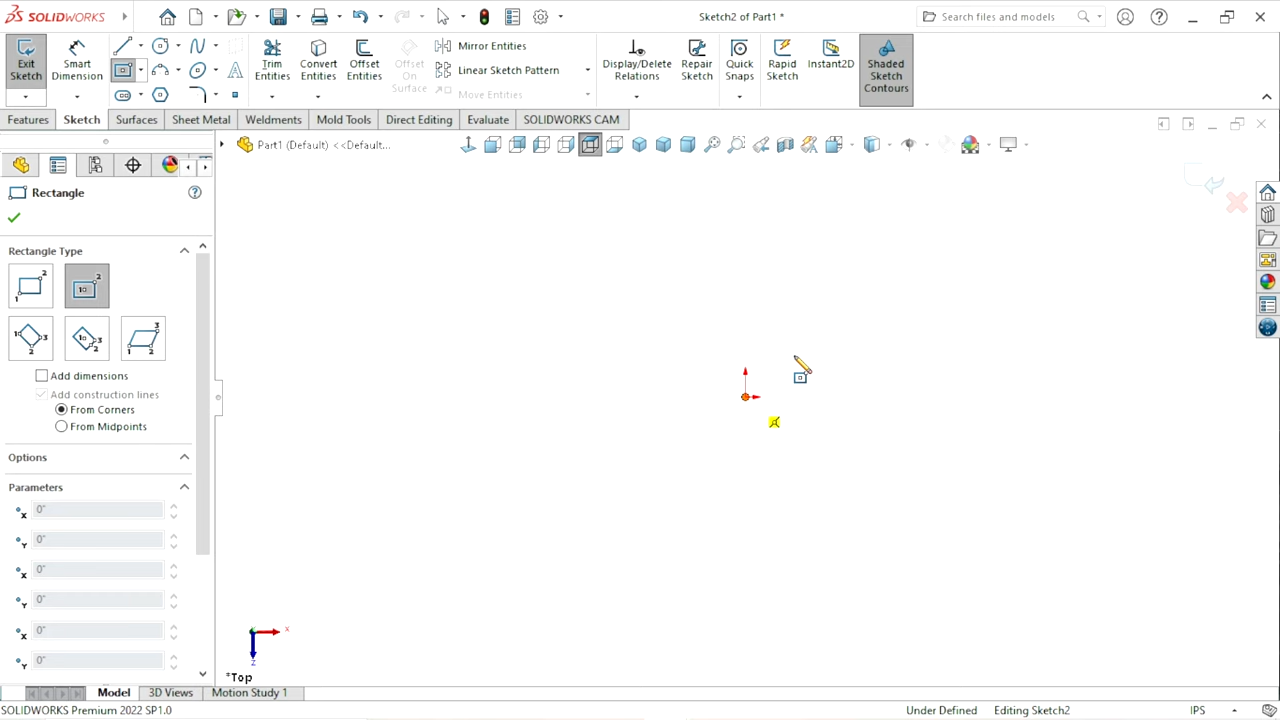 SOLIDWORKS
Sketch2 of Part1 *
Search files and models
Exit Sketch
Smart Dimension
Trim Entities
Convert Entities
Offset Entities
Offset On Surface
Mirror Entities
Linear Sketch Pattern
Move Entities
Display/Delete Relations
Repair Sketch
Quick Snaps
Rapid Sketch
Instant2D
Shaded Sketch Contours
Features
Sketch
Surfaces
Sheet Metal
Weldments
Mold Tools
Direct Editing
Evaluate
SOLIDWORKS CAM
Part1 (Default) <<Default...
Rectangle
Rectangle Type
Add dimensions
Add construction lines
From Corners
From Midpoints
Options
Parameters
x 0"
Y 0"
x 0"
Y 0"
x 0"
Y 0"
x
z
*Top
Model
3D Views
Motion Study 1
SOLIDWORKS Premium 2022 SP1.0
Under Defined
Editing Sketch2
IPS